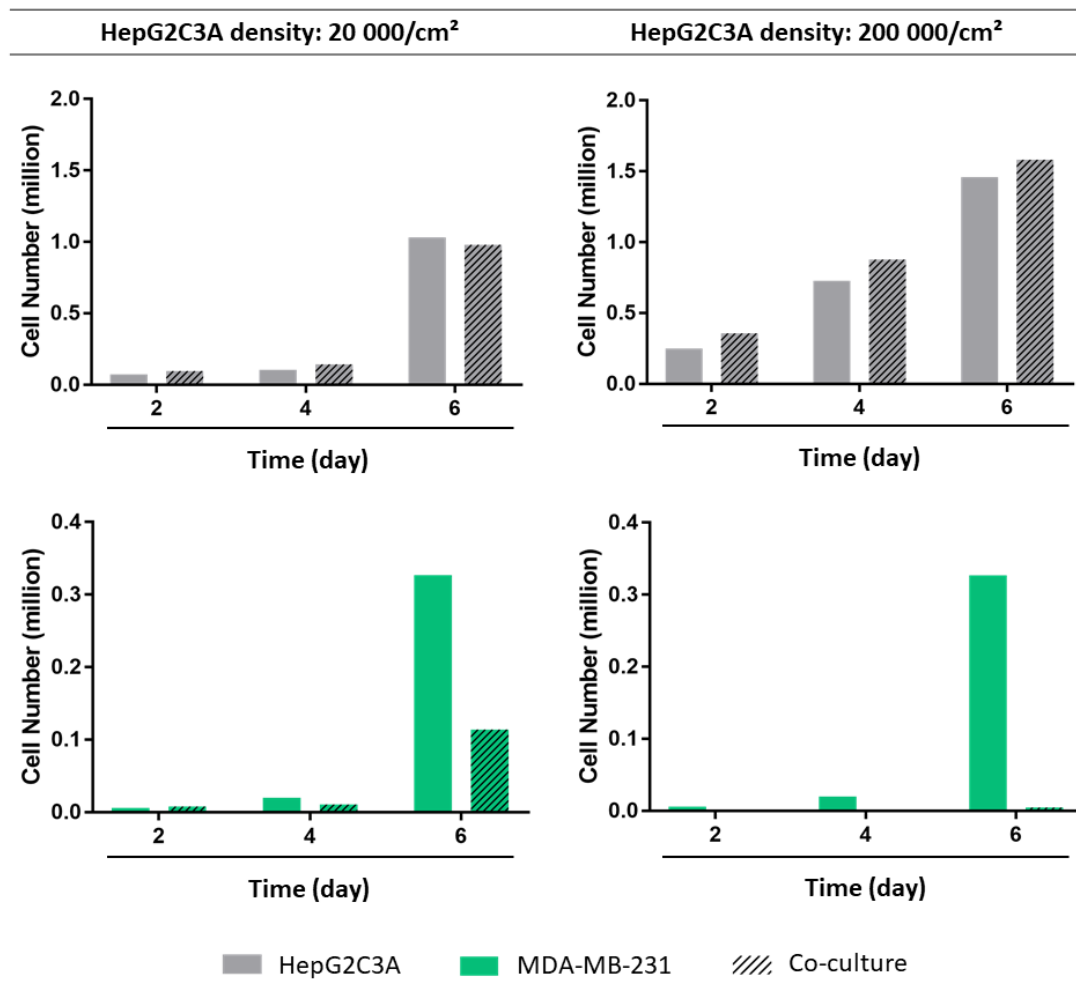 HepG2C3A density: 20 000/cm²
HepG2C3A density: 200 000/cm²
Cell Number (million)
2.0
1.5
1.0
0.5
0.0
2 4 6
Time (day)
Cell Number (million)
2.0
1.5
1.0
0.5
0.0
2 4 6
Time (day)
Cell Number (million)
0.4
0.3
0.2
0.1
0.0
2 4 6
Time (day)
Cell Number (million)
0.4
0.3
0.2
0.1
0.0
2 4 6
Time (day)
HepG2C3A MDA-MB-231 Co-culture